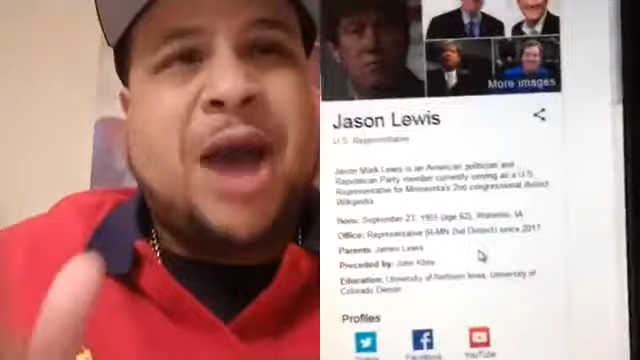 More images
Jason Lewis
U.S. Representative
Jason Mark Lewis is an American politician and
Republican Party member currently serving as a U.S.
Representative for Minnesota's 2nd congressional district.
Wikipedia
Born: September 23, 1955 (age 62), Waterloo, IA
Office: Representative (R-MN 2nd District) since 2017
Parents: James Lewis
Preceded by: John Kline
Education: University of Northern Iowa, University of
Colorado Denver
Profiles
Twitter Facebook YouTube